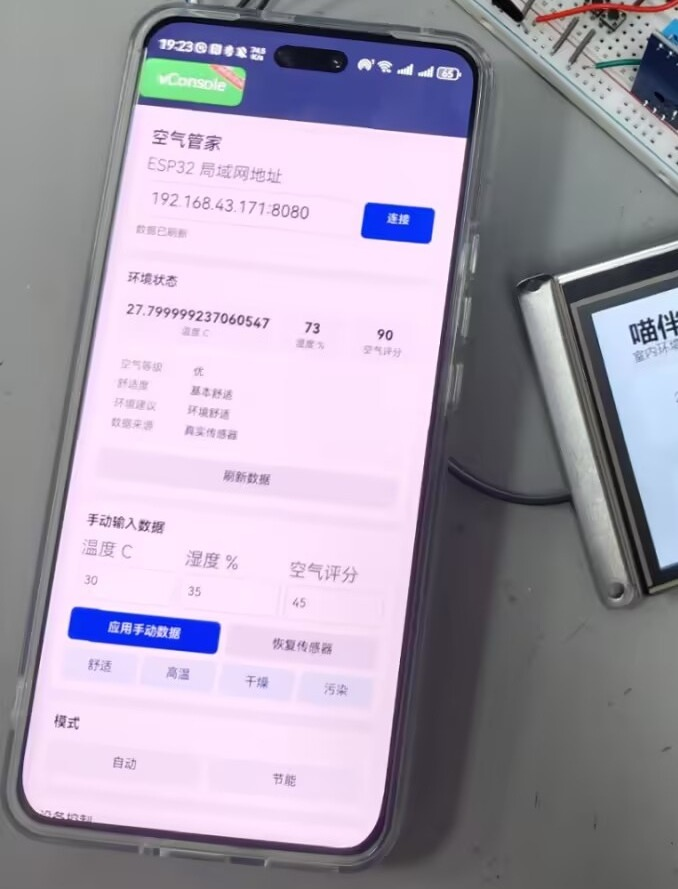 19:23
65
vConsole
空气管家
ESP32 局域网地址
192.168.43.171:8080
连接
数据已刷新
环境状态
27.799999237060547 73 90
温度 C 湿度 % 空气评分
空气等级 优
舒适度 基本舒适
环境建议 环境舒适
数据来源 真实传感器
刷新数据
手动输入数据
温度 C 湿度 % 空气评分
30 35 45
应用手动数据 恢复传感器
舒适 高温 干燥 污染
模式
自动 节能
设备控制
喵伴
室内环境